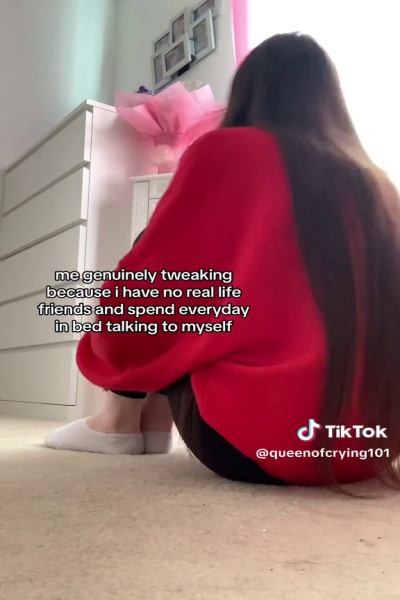 me genuinely tweaking
because i have no real life
friends and spend everyday
in bed talking to myself
TikTok
@queenofcrying101